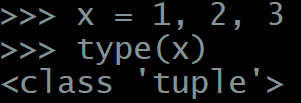 >>> x = 1, 2, 3
>>> type(x)
<class 'tuple'>